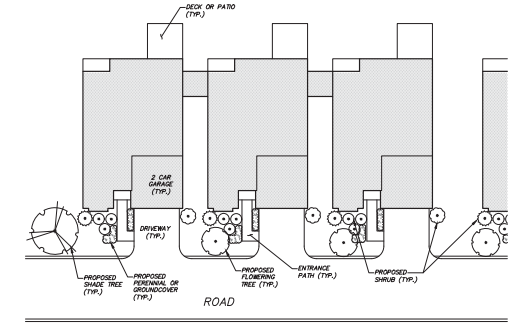 DECK OR PATIO
(TYP.)
2 CAR
GARAGE
(TYP.)
DRIVEWAY
(TYP.)
PROPOSED
SHADE TREE
(TYP.)
PROPOSED
PERENNIAL OR
GROUNDCOVER
(TYP.)
PROPOSED
FLOWERING
TREE (TYP.)
ENTRANCE
PATH (TYP.)
PROPOSED
SHRUB (TYP.)
ROAD